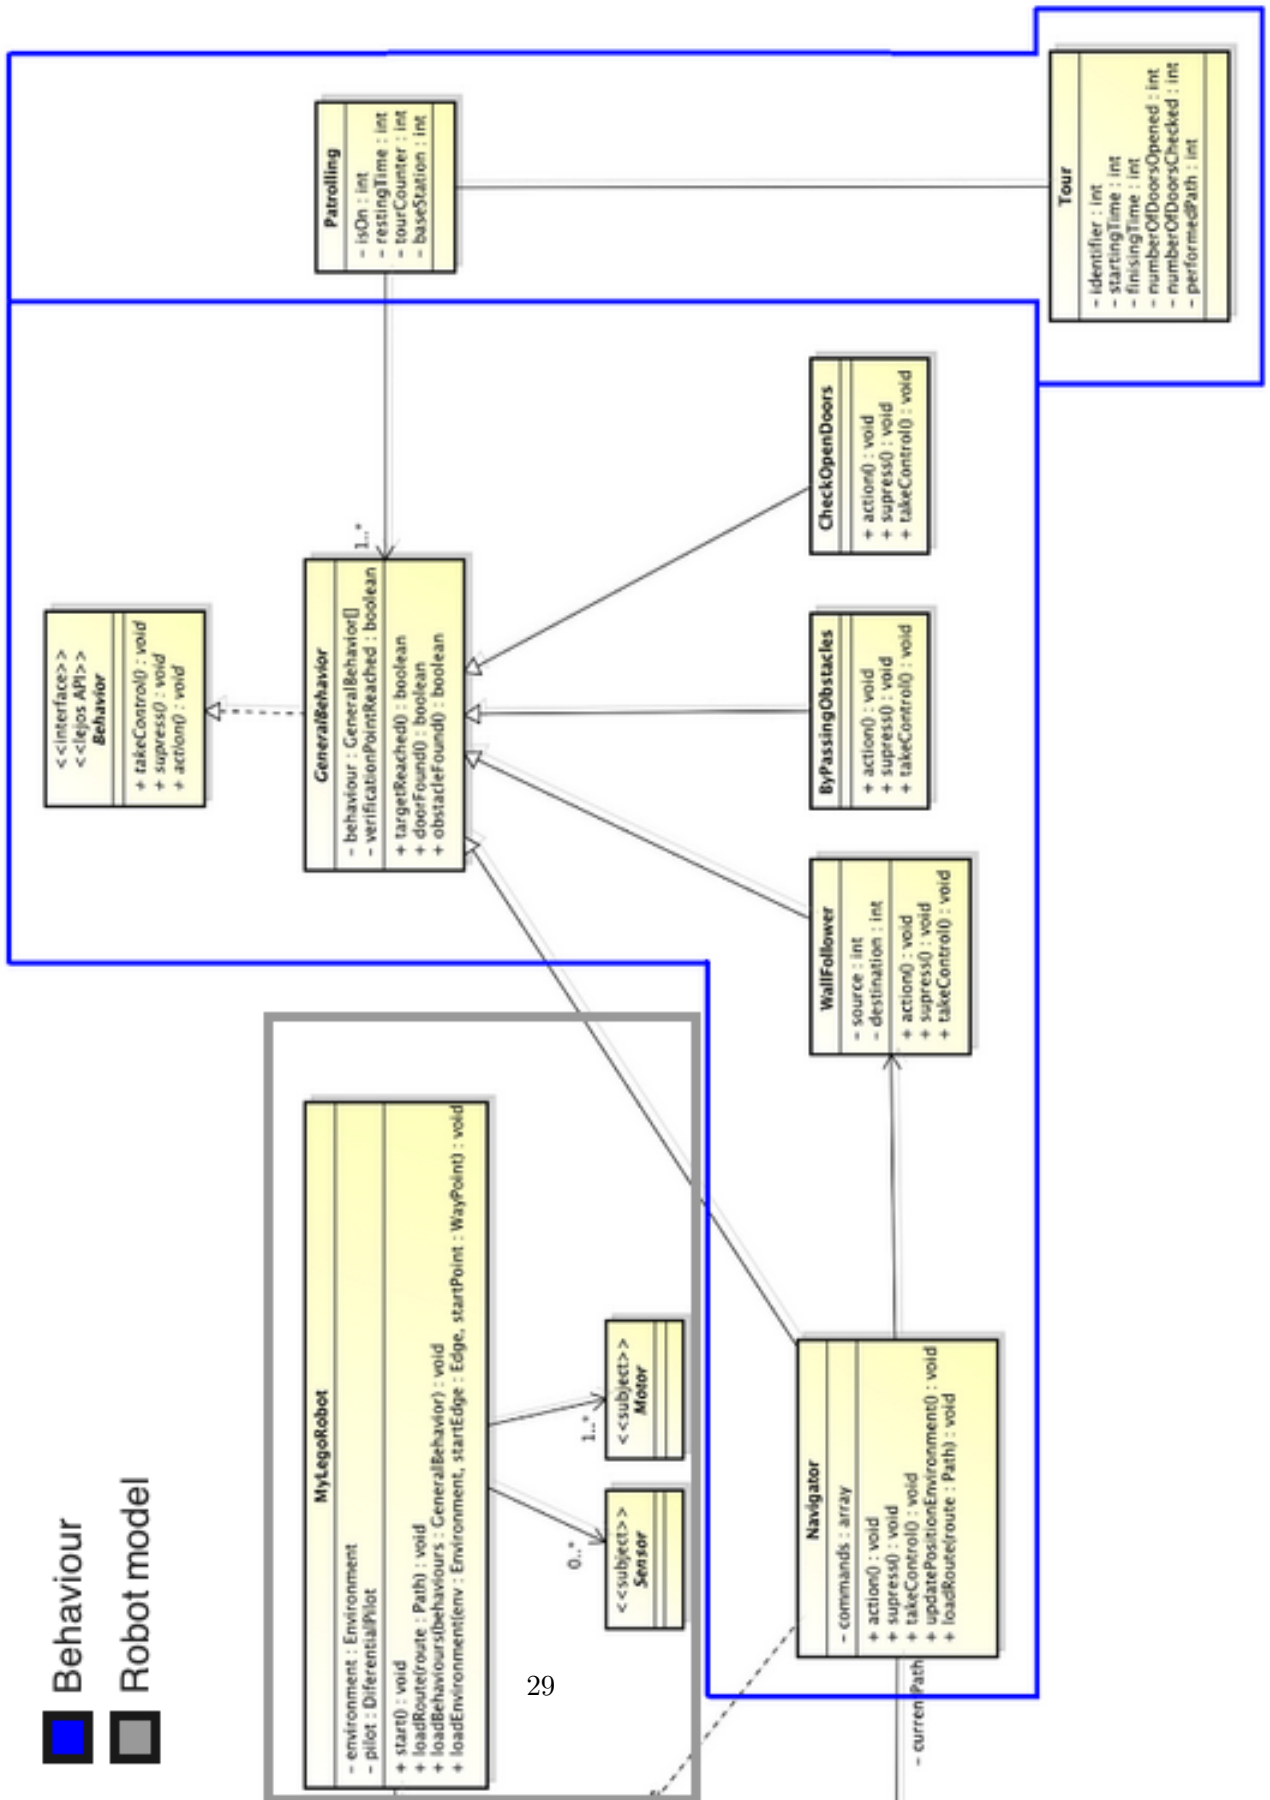 Behaviour
Robot model
<<interface>>
<<lejos API>>
Behavior
+ takeControl() : void
+ supress() : void
+ action() : void
MyLegoRobot
- environment : Environment
- pilot : DiferentialPilot
+ start() : void
+ loadRoute(route : Path) : void
+ loadBehaviours(behaviours : GeneralBehavior) : void
+ loadEnvironment(env : Environment, startEdge : Edge, startPoint : WayPoint) : void
GeneralBehavior
- behaviour : GeneralBehavior[]
- verificationPointReached : boolean
+ targetReached() : boolean
+ doorFound() : boolean
+ obstacleFound() : boolean
1..*
Patrolling
- isOn : int
- restingTime : int
- tourCounter : int
- baseStation : int
0..*
1..*
<<subject>>
Sensor
<<subject>>
Motor
Navigator
- commands : array
+ action() : void
+ supress() : void
+ takeControl() : void
+ updatePositionEnvironment() : void
+ loadRoute(route : Path) : void
- currentPath
WallFollower
- source : int
- destination : int
+ action() : void
+ supress() : void
+ takeControl() : void
ByPassingObstacles
+ action() : void
+ supress() : void
+ takeControl() : void
CheckOpenDoors
+ action() : void
+ supress() : void
+ takeControl() : void
Tour
- identifier : int
- startingTime : int
- finisingTime : int
- numberOfDoorsOpened : int
- numberOfDoorsChecked : int
- performedPath : int
29